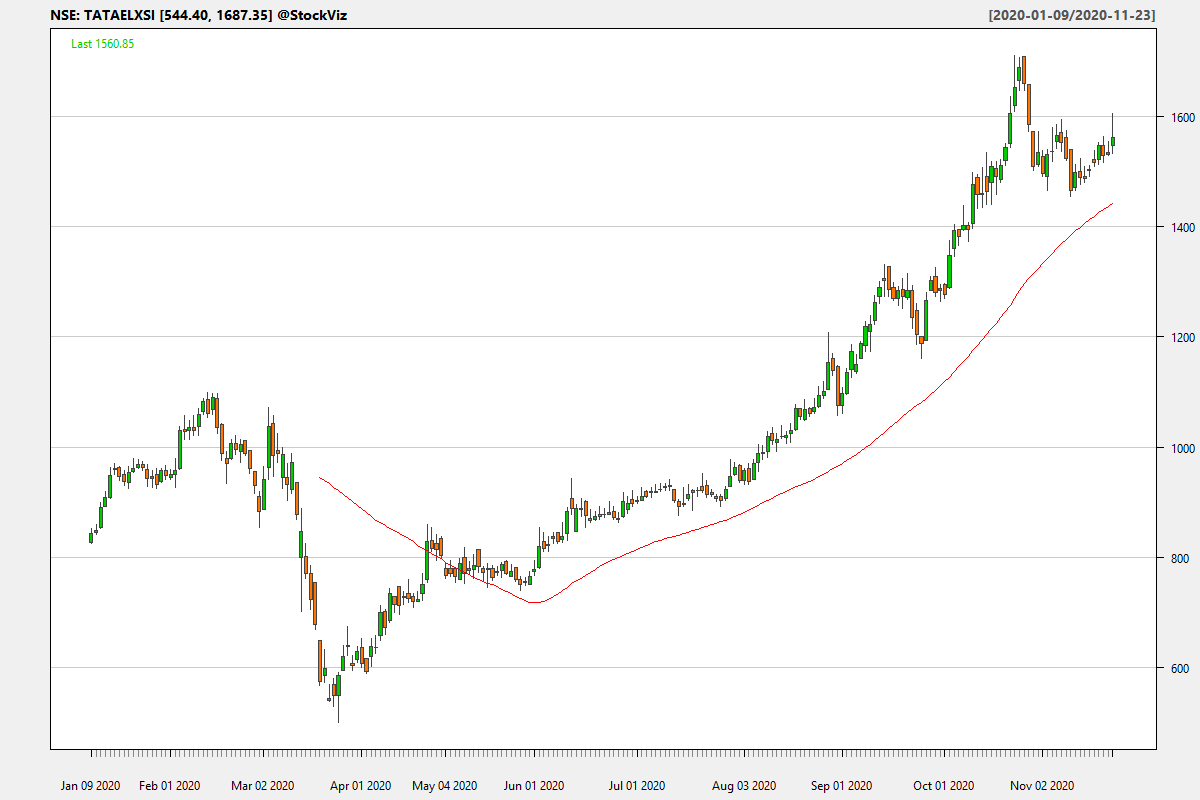 NSE: TATAELXSI [544.40, 1687.35] @StockViz [2020-01-09/2020-11-23]
Last 1560.85
1600
1400
1200
1000
800
600
Jan 09 2020 Feb 01 2020 Mar 02 2020 Apr 01 2020 May 04 2020 Jun 01 2020 Jul 01 2020 Aug 03 2020 Sep 01 2020 Oct 01 2020 Nov 02 2020